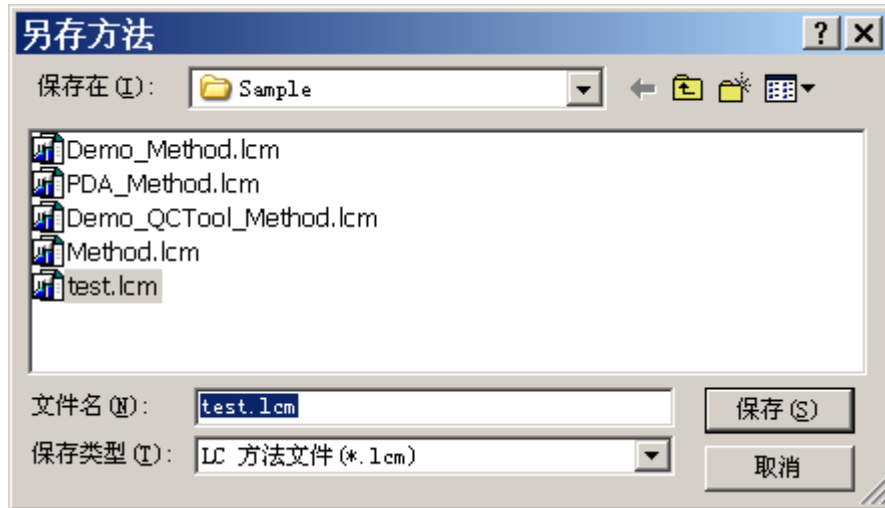 另存方法
保存在(I): Sample
Demo_Method.lcm
PDA_Method.lcm
Demo_QCTool_Method.lcm
Method.lcm
test.lcm
文件名(N): test.lcm 保存(S)
保存类型(T): LC 方法文件(*.lcm) 取消